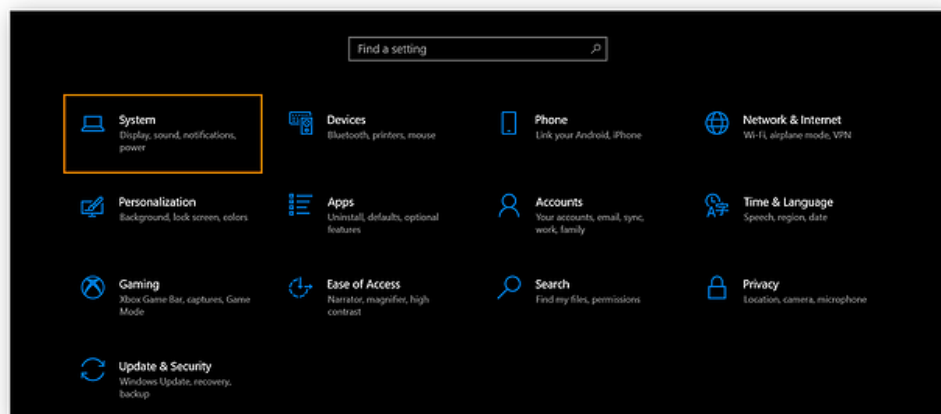 Find a setting
System
Display, sound, notifications,
power
Devices
Bluetooth, printers, mouse
Phone
Link your Android, iPhone
Network & Internet
Wi-Fi, airplane mode, VPN
Personalization
Background, lock screen, colors
Apps
Uninstall, defaults, optional
features
Accounts
Your accounts, email, sync,
work, family
Time & Language
Speech, region, date
Gaming
Xbox Game Bar, captures, Game
Mode
Ease of Access
Narrator, magnifier, high
contrast
Search
Find my files, permissions
Privacy
Location, camera, microphone
Update & Security
Windows Update, recovery,
backup